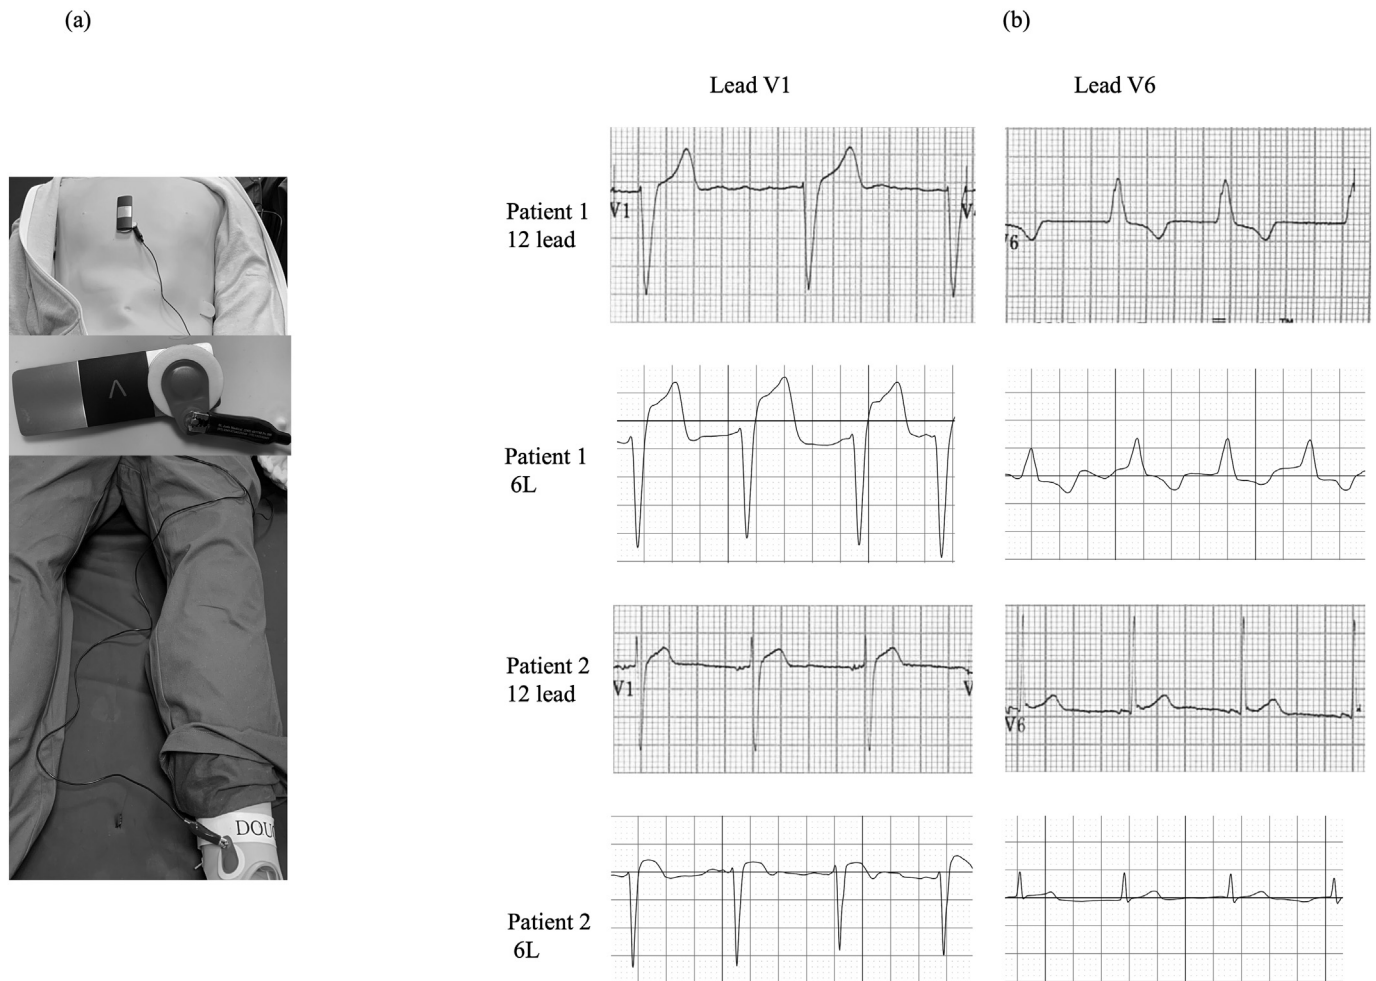 (a)
(b)
Lead V1
Lead V6
Patient 1
12 lead
V1
V6
Patient 1
6L
Patient 2
12 lead
V1
V
V6
Patient 2
6L
DOU